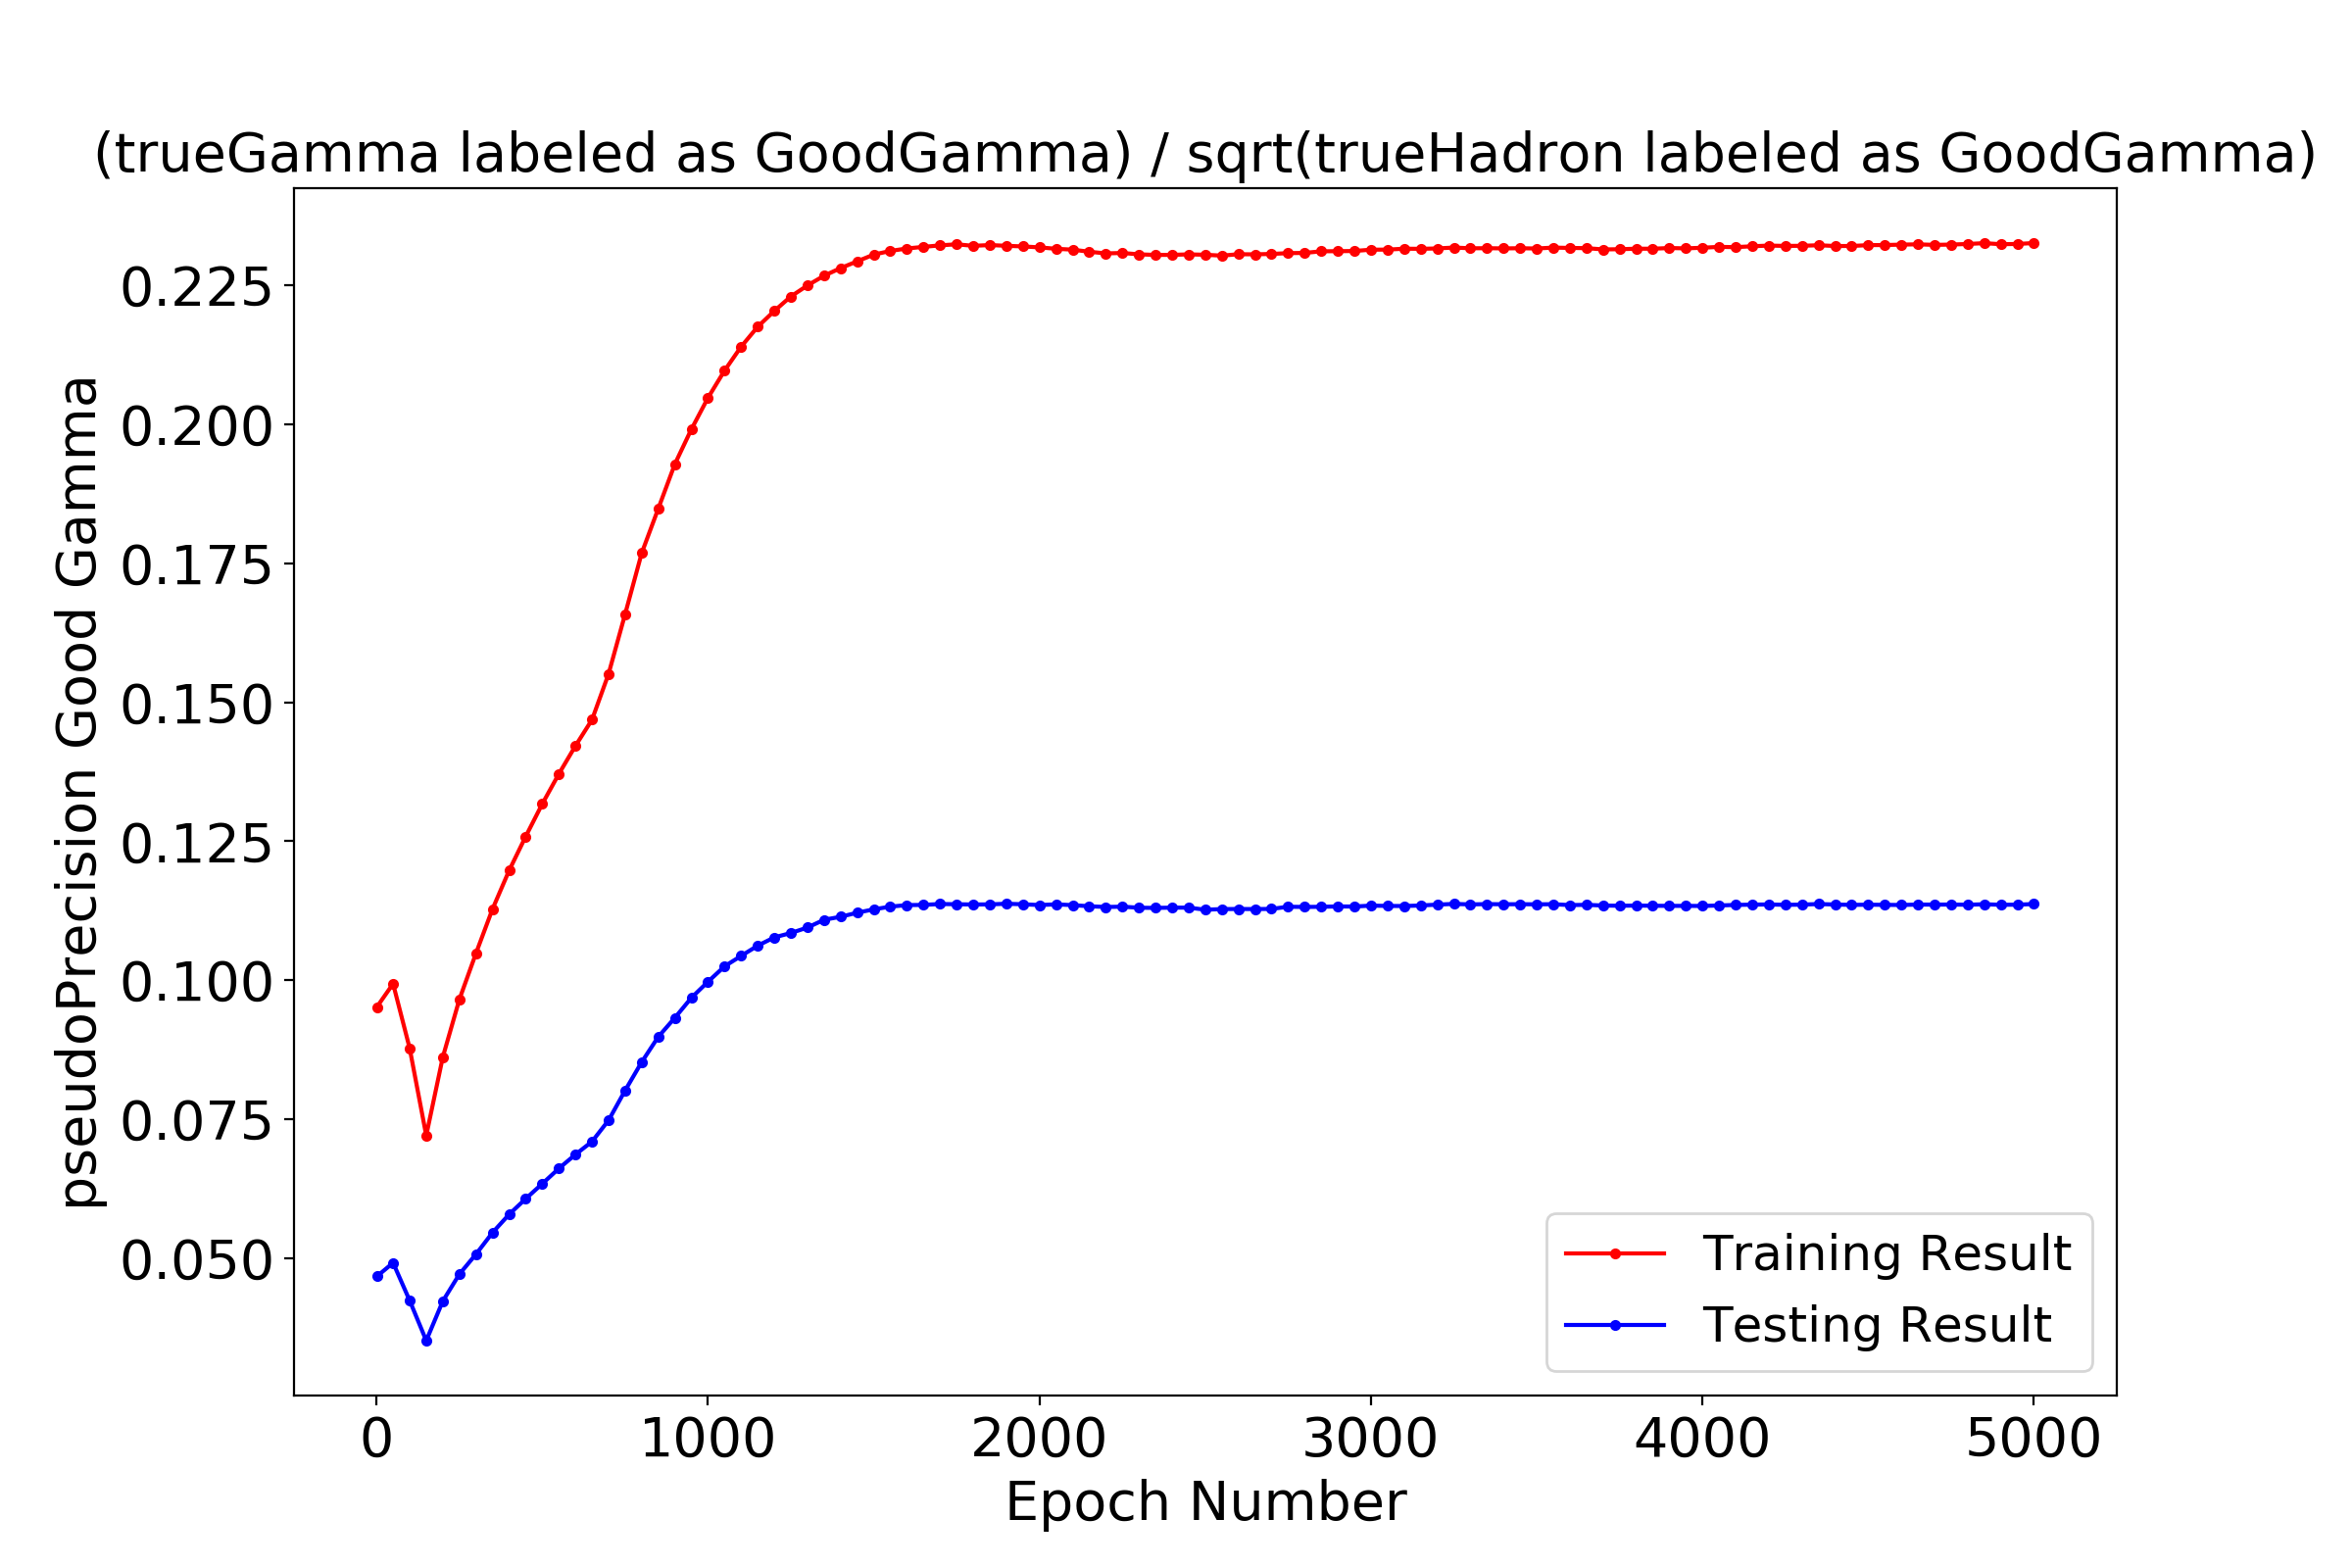 (trueGamma labeled as GoodGamma) / sqrt(trueHadron labeled as GoodGamma)
pseudoPrecision Good Gamma
0.225
0.200
0.175
0.150
0.125
0.100
0.075
0.050
Training Result
Testing Result
0 1000 2000 3000 4000 5000
Epoch Number